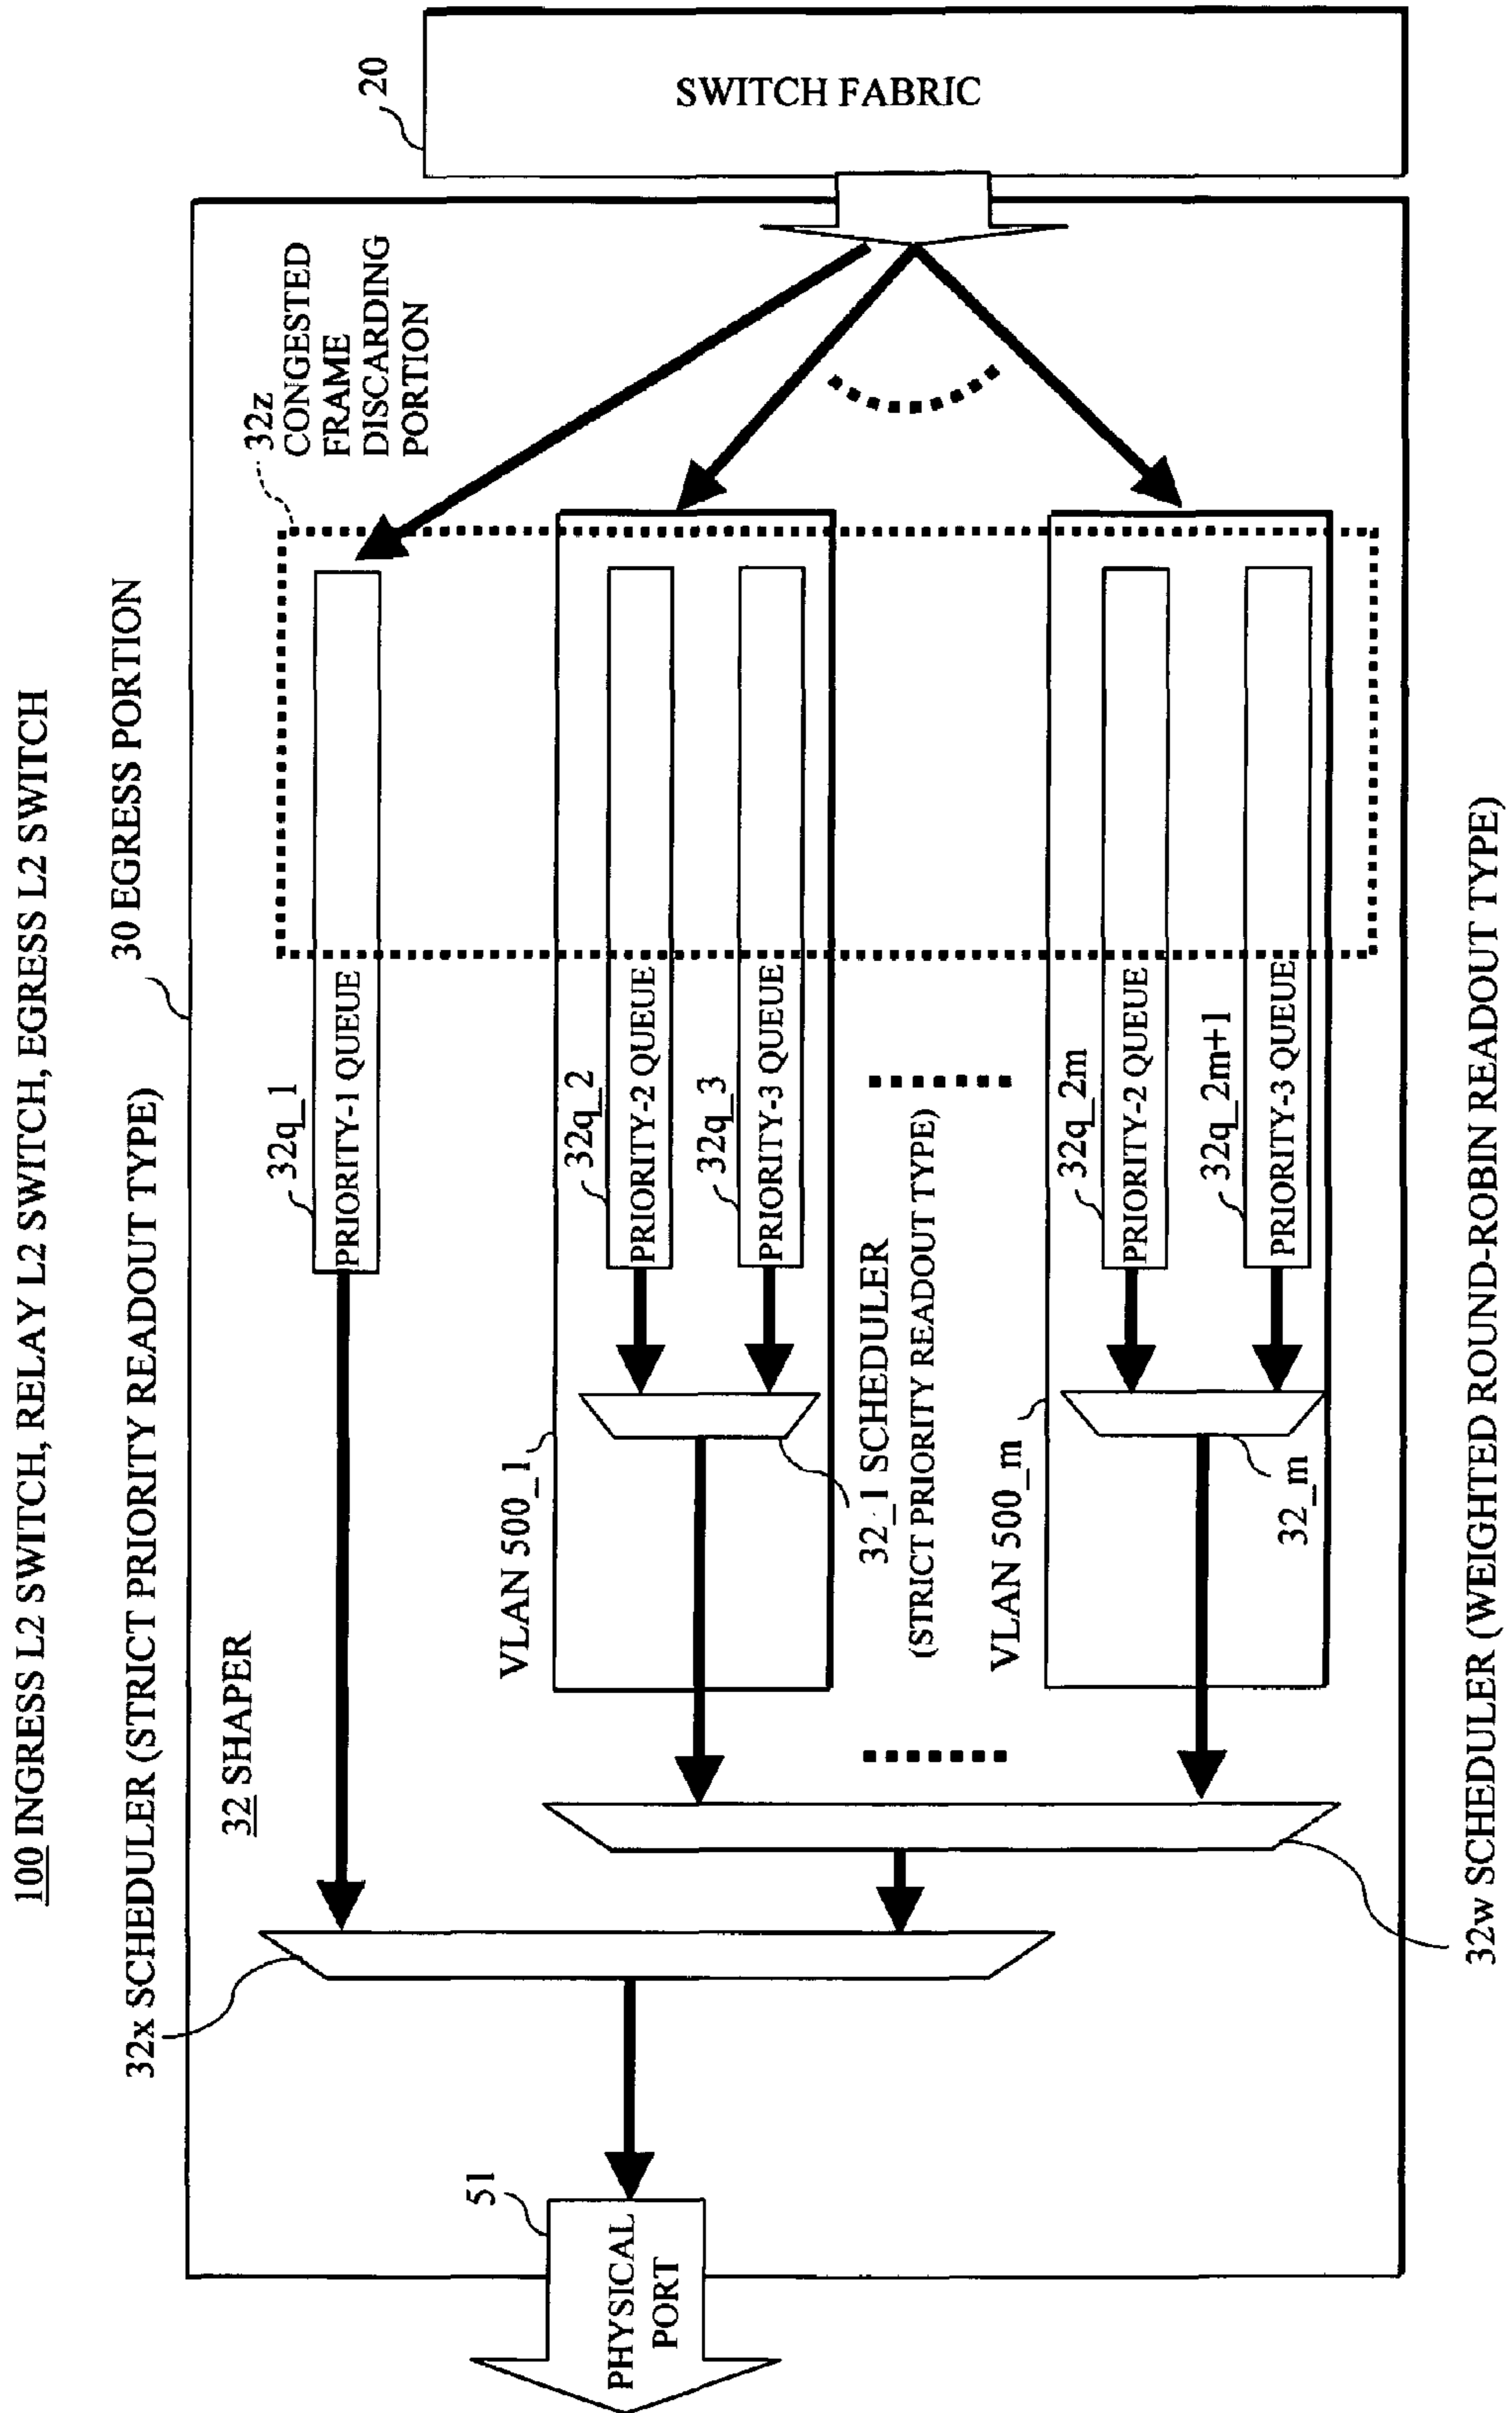 100 INGRESS L2 SWITCH, RELAY L2 SWITCH, EGRESS L2 SWITCH
30 EGRESS PORTION
32x SCHEDULER (STRICT PRIORITY READOUT TYPE)
20
SWITCH FABRIC
32 SHAPER
32z
CONGESTED
FRAME
DISCARDING
PORTION
32q_1
PRIORITY-1 QUEUE
VLAN 500_1
32q_2
PRIORITY-2 QUEUE
32q_3
PRIORITY-3 QUEUE
32_1 SCHEDULER
(STRICT PRIORITY READOUT TYPE)
VLAN 500_m
32q_2m
PRIORITY-2 QUEUE
32q_2m+1
PRIORITY-3 QUEUE
32_m
51
PHYSICAL
PORT
32w SCHEDULER (WEIGHTED ROUND-ROBIN READOUT TYPE)